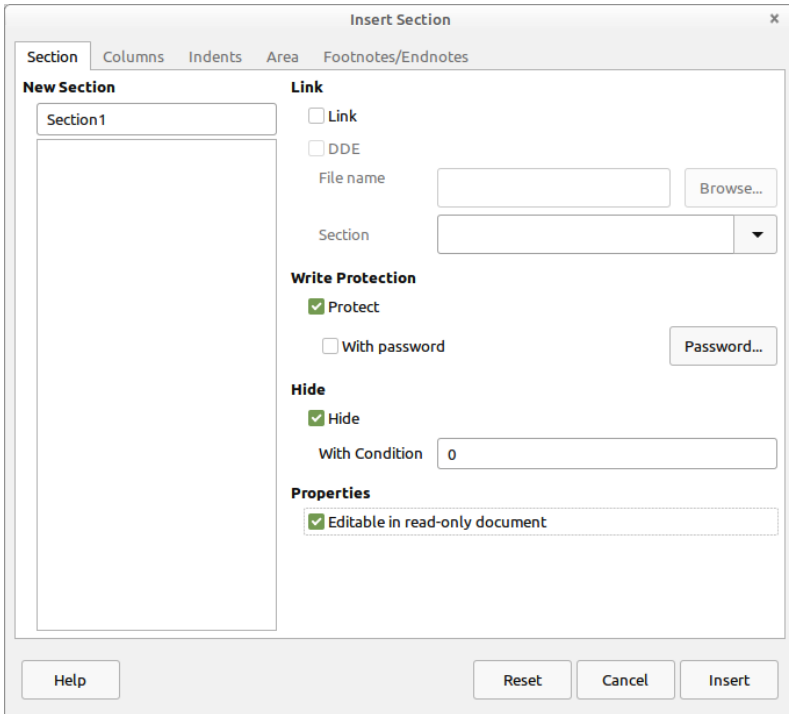 Insert Section
Section Columns Indents Area Footnotes/Endnotes
New Section
Section1
Link
Link
DDE
File name Browse...
Section
Write Protection
Protect
With password Password...
Hide
Hide
With Condition 0
Properties
Editable in read-only document
Help Reset Cancel Insert